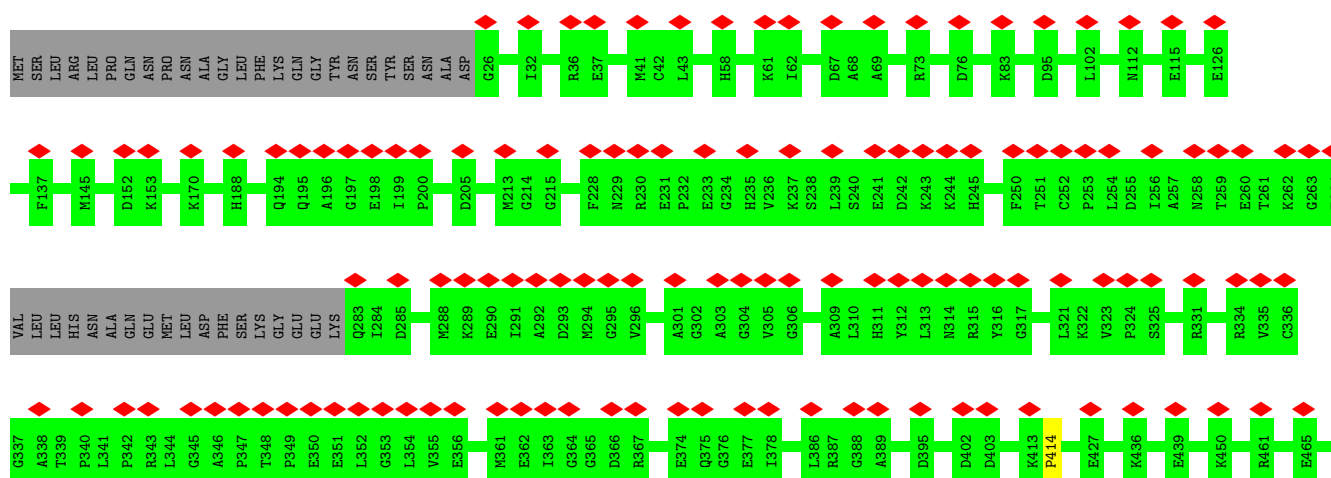 MET SER LEU ARG LEU PRO GLN ASN PRO ASN ALA GLY LEU PHE LYS GLN GLY TYR ASN SER TYR SER ASN ALA ASP G26 I32 R36 E37 M41 C42 L43 H58 K61 I62 D67 A68 A69 R73 D76 K83 D95 L102 N112 E115 E126
F137 M145 D152 K153 K170 H188 Q194 Q195 A196 G197 E198 I199 P200 D205 M213 G214 G215 F228 N229 R230 E231 P232 E233 G234 H235 V236 K237 S238 L239 S240 E241 D242 K243 K244 H245 F250 T251 C252 P253 L254 D255 I256 A257 N258 T259 E260 T261 K262 G263
VAL LEU LEU HIS ASN ALA GLN GLU MET LEU ASP PHE SER LYS GLY GLU GLU LYS Q283 I284 D285 M288 K289 E290 I291 A292 D293 M294 G295 V296 A301 G302 A303 G304 V305 G306 A309 L310 H311 Y312 L313 N314 R315 Y316 G317 L321 K322 V323 P324 S325 R331 R334 V335 C336
G337 A338 T339 P340 L341 P342 R343 L344 G345 A346 P347 T348 P349 E350 E351 L352 G353 L354 V355 E356 M361 E362 I363 G364 G365 D366 R367 E374 Q375 G376 E377 I378 L386 R387 G388 A389 D395 D402 D403 K413 P414 E427 K436 E439 K450 R461 E465